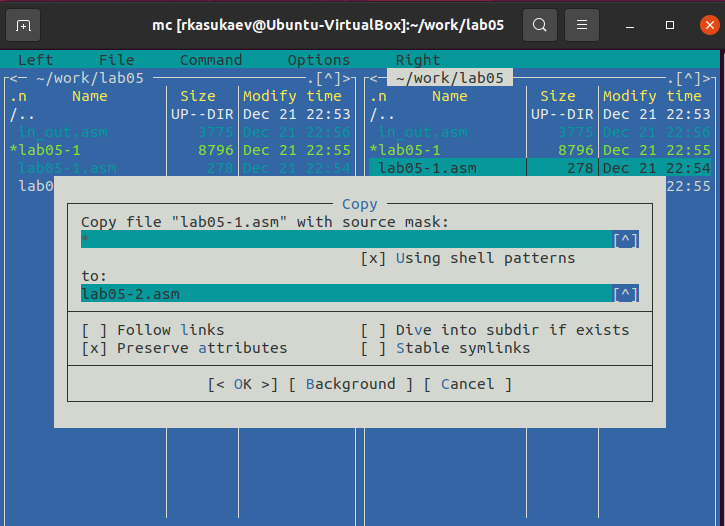 mc [rkasukaev@Ubuntu-VirtualBox]:~/work/lab05
Left File Command Options Right
<─ ~/work/lab05 ─.[^]>
.n Name Size Modify time
/.. UP--DIR Dec 21 22:53
in_out.asm 3775 Dec 21 22:56
*lab05-1 8796 Dec 21 22:55
lab05-1.asm 278 Dec 21 22:54
lab0
<─ ~/work/lab05 ─.[^]>
.n Name Size Modify time
/.. UP--DIR Dec 21 22:53
in_out.asm 3775 Dec 21 22:56
*lab05-1 8796 Dec 21 22:55
lab05-1.asm 278 Dec 21 22:54
22:55
Copy
Copy file "lab05-1.asm" with source mask:
* [^]
[x] Using shell patterns
to:
lab05-2.asm [^]
[ ] Follow links [ ] Dive into subdir if exists
[x] Preserve attributes [ ] Stable symlinks
[< OK >] [ Background ] [ Cancel ]